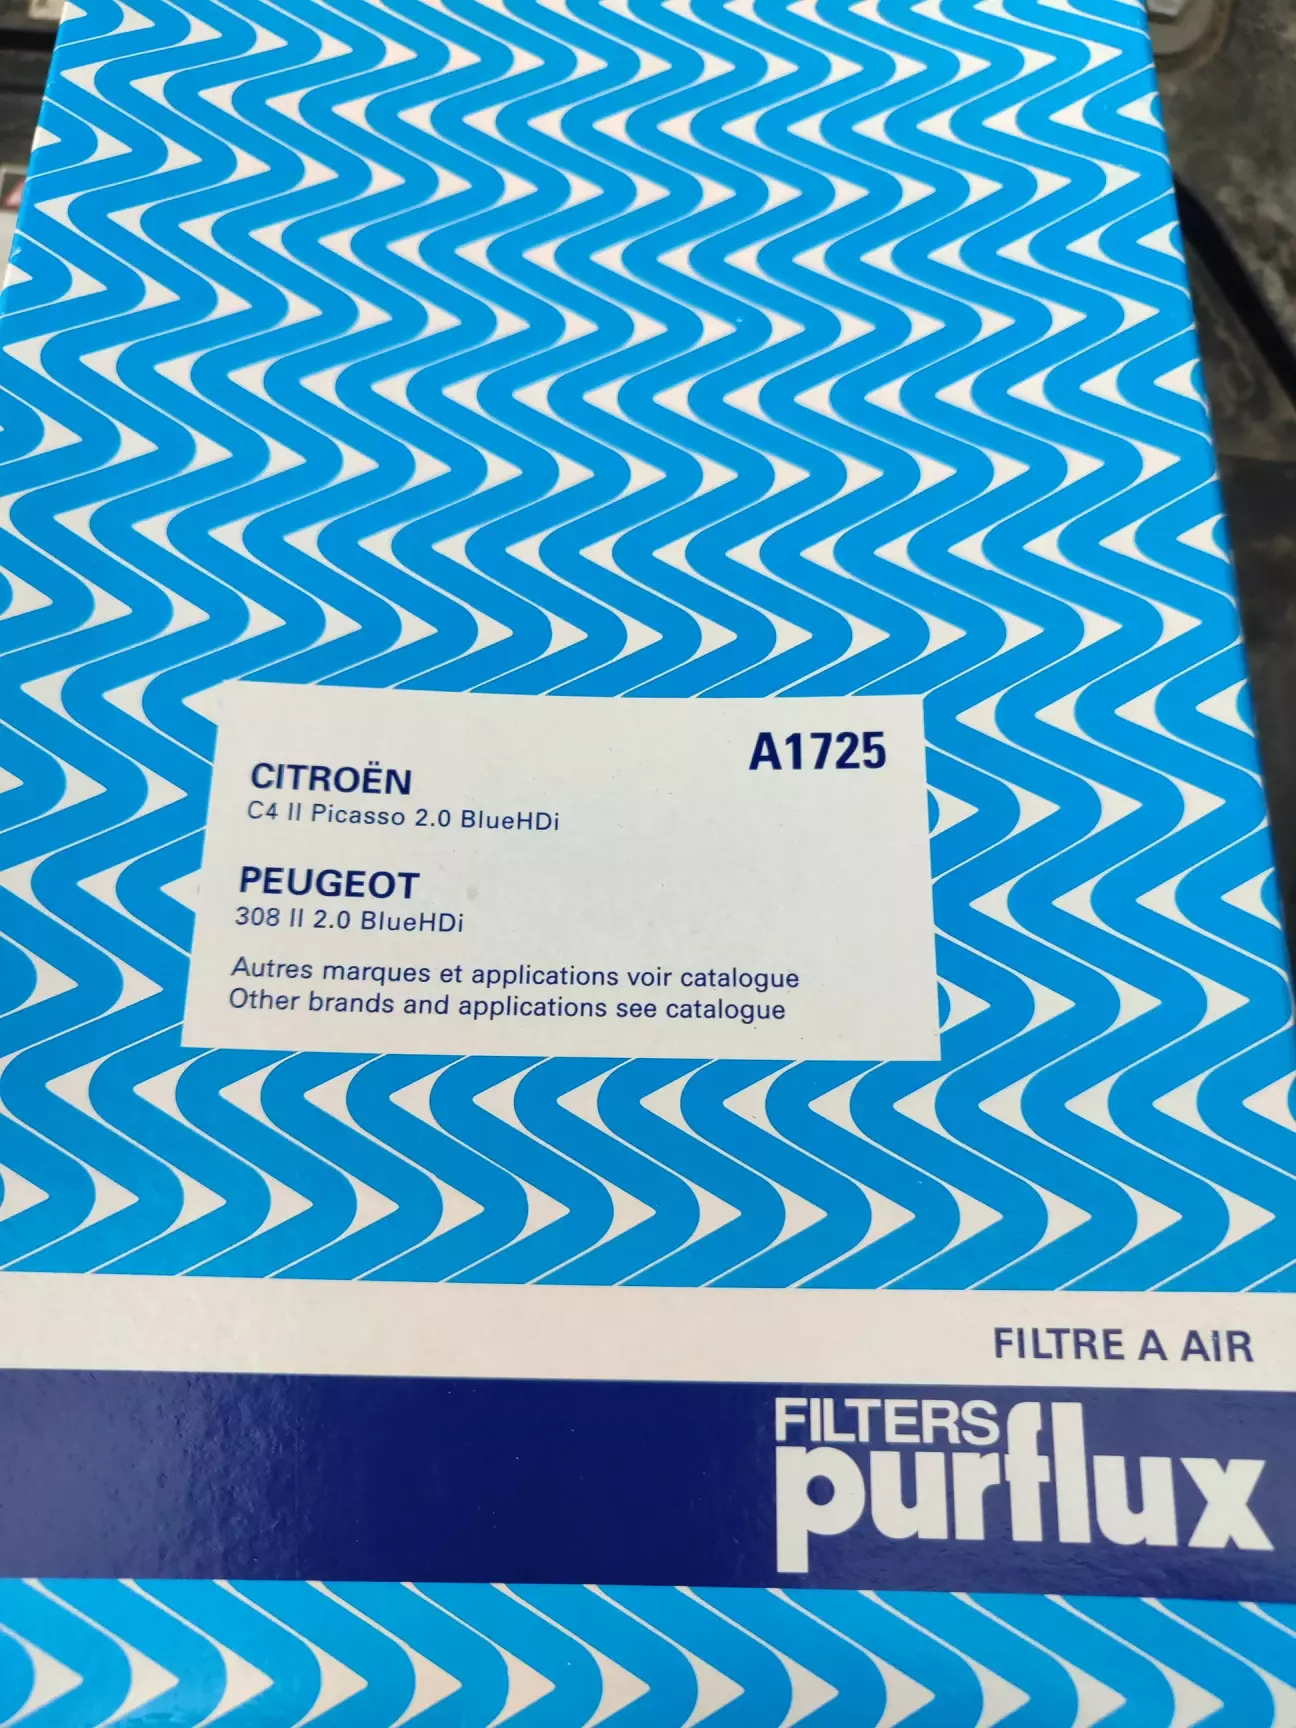 A1725
CITROËN
C4 II Picasso 2.0 BlueHDi
PEUGEOT
308 II 2.0 BlueHDi
Autres marques et applications voir catalogue
Other brands and applications see catalogue
FILTRE A AIR
FILTERS
purflux